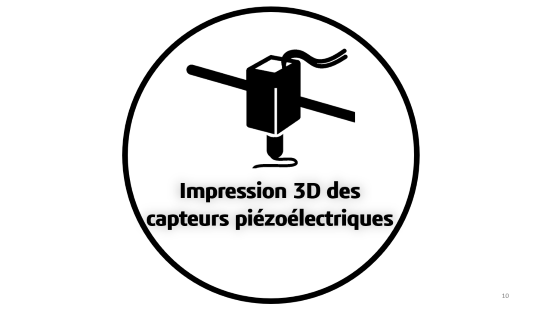 Impression 3D des
capteurs piézoélectriques
10